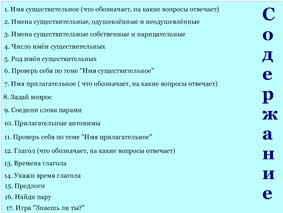 1. Имя существительное (что обозначает, на какие вопросы отвечает)
2. Имена существительные, одушевлённые и неодушевлённые
3. Имена существительные собственные и нарицательные
4. Число имён существительных
5. Род имён существительных
6. Проверь себя по теме "Имя существительное"
7. Имя прилагательное ( что обозначает, на какие вопросы отвечает)
8. Задай вопрос
9. Соедини слова парами
10. Прилагательные антонимы
11. Проверь себя по теме "Имя прилагательное"
12. Глагол (что обозначает, на какие вопросы отвечает)
13. Времена глагола
14. Укажи время глагола
15. Предлоги
16. Найди пару
17. Игра "Знаешь ли ты?"
Содержание